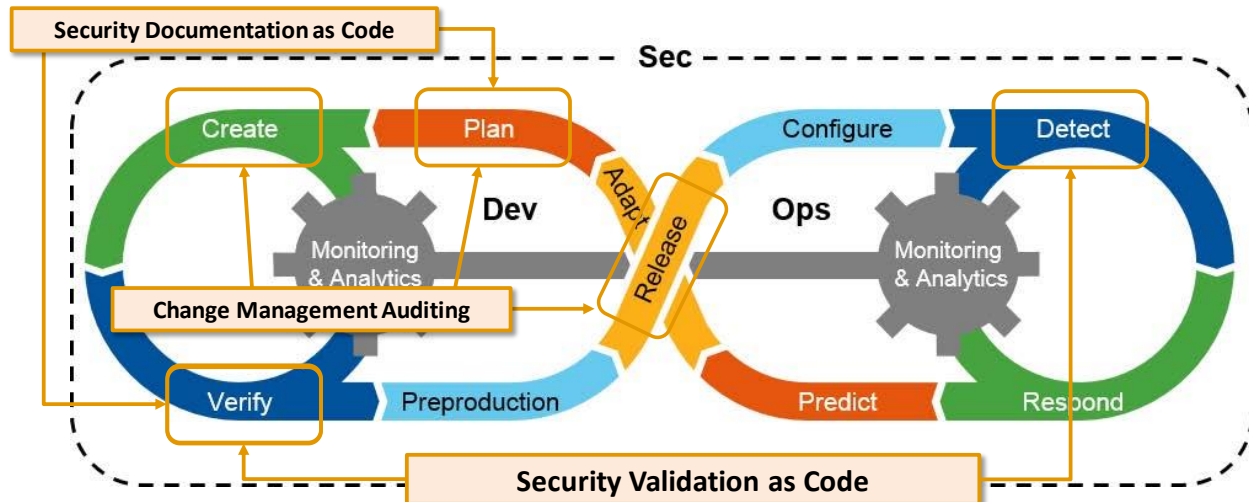 Security Documentation as Code
Sec
Create
Plan
Configure
Detect
Adapt
Dev
Release
Ops
Monitoring
& Analytics
Monitoring
& Analytics
Change Management Auditing
Verify
Preproduction
Predict
Respond
Security Validation as Code